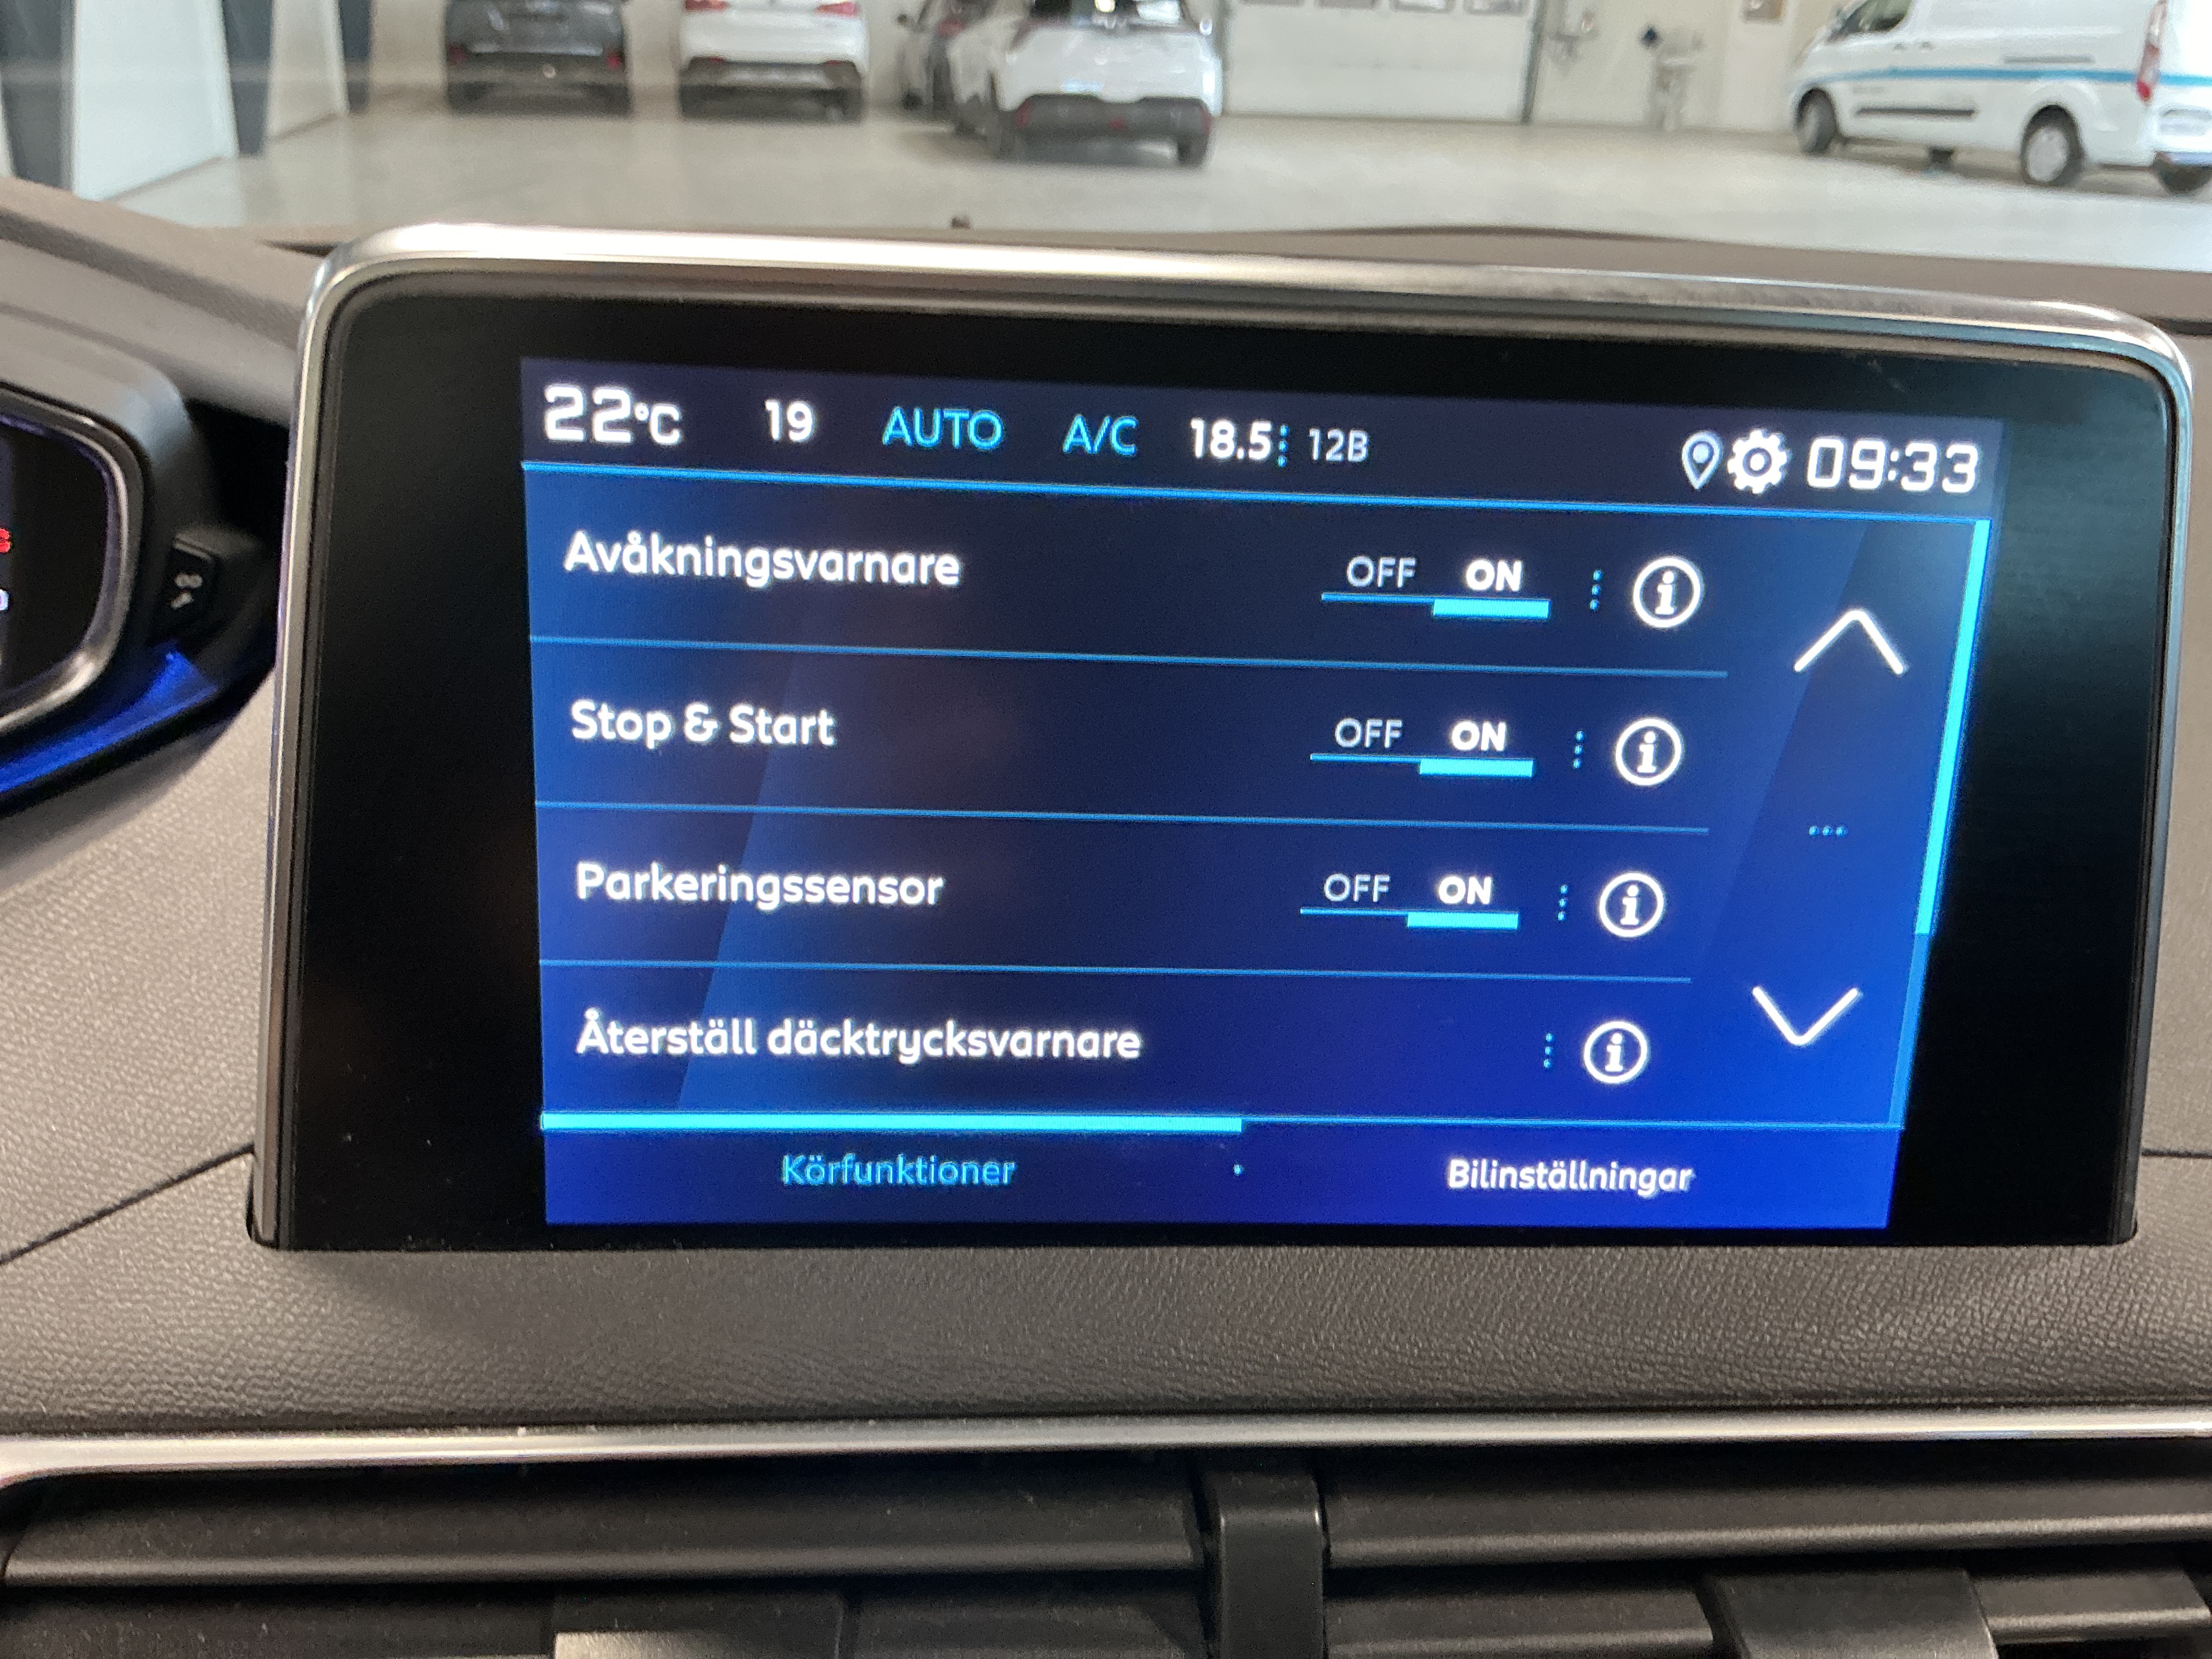 22°C 19 AUTO A/C 18.5 12B 09:33
Avåkningsvarnare OFF ON
Stop & Start OFF ON
Parkeringssensor OFF ON
Återställ däcktrycksvarnare
Körfunktioner Bilinställningar